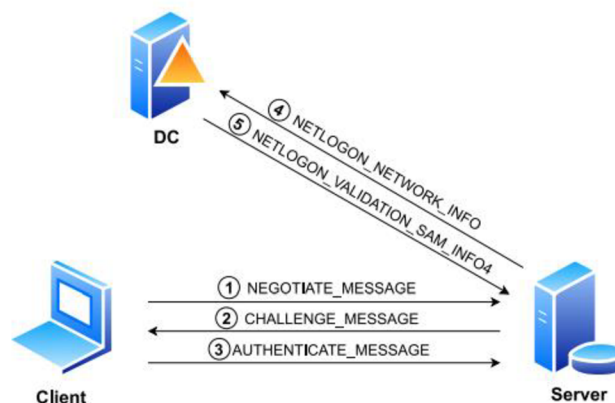 DC
④ NETLOGON_NETWORK_INFO
⑤ NETLOGON_VALIDATION_SAM_INFO4
① NEGOTIATE_MESSAGE
② CHALLENGE_MESSAGE
③ AUTHENTICATE_MESSAGE
Client
Server